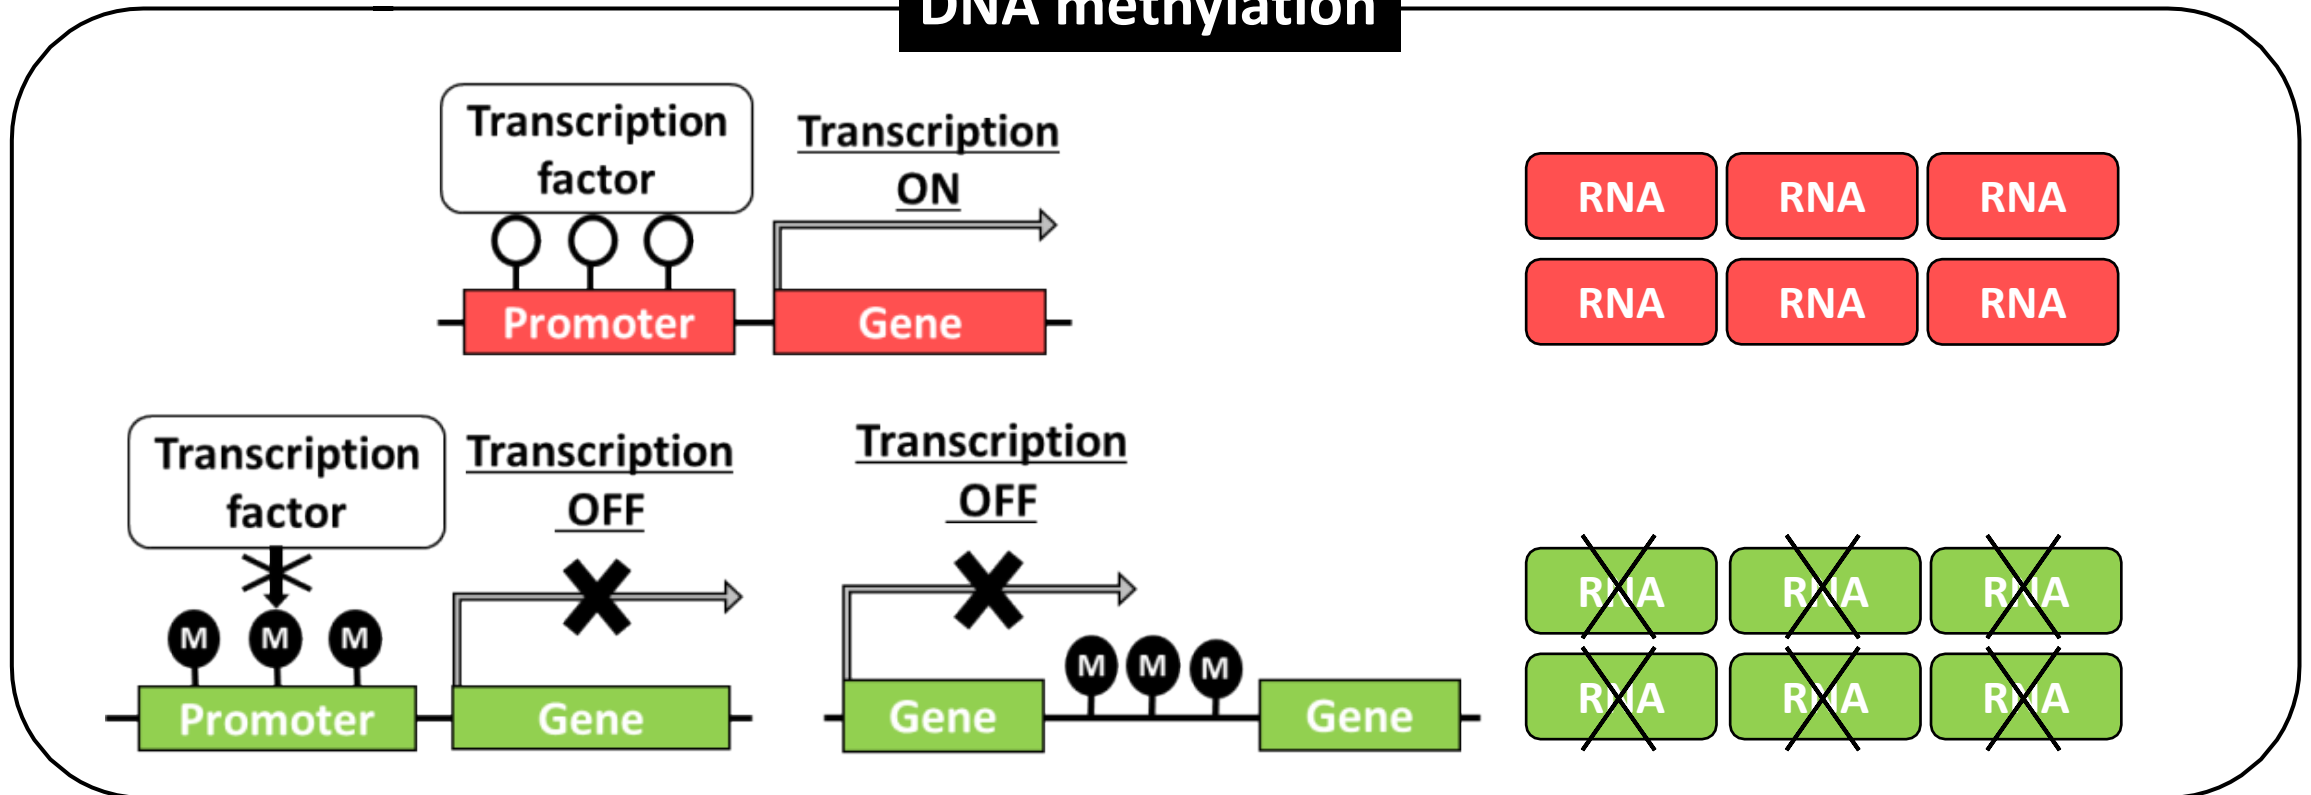 DNA methylation
Transcription
factor
Transcription
ON
Promoter
Gene
RNA RNA RNA
RNA RNA RNA
Transcription
factor
Transcription
OFF
M M M
Promoter
Gene
Transcription
OFF
M M M
Gene
Gene
RNA RNA RNA
RNA RNA RNA